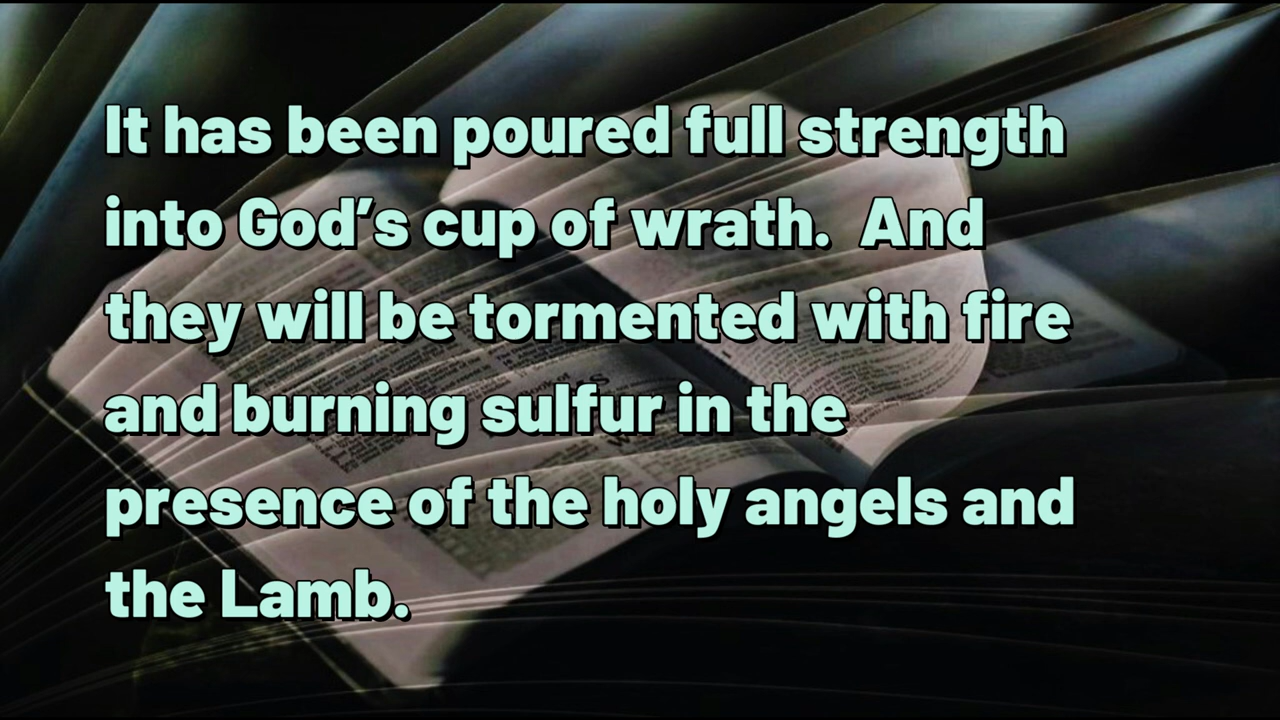 It has been poured full strength
into God’s cup of wrath.  And
they will be tormented with fire
and burning sulfur in the
presence of the holy angels and
the Lamb.